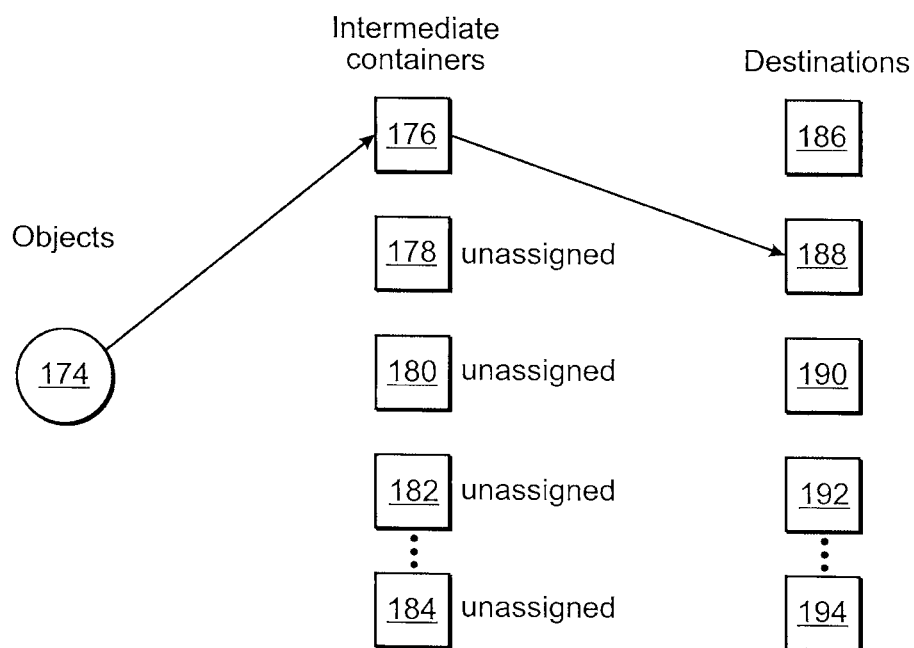 Intermediate
containers
Destinations
176
186
Objects
178 unassigned
188
174
180 unassigned
190
182 unassigned
192
184 unassigned
194